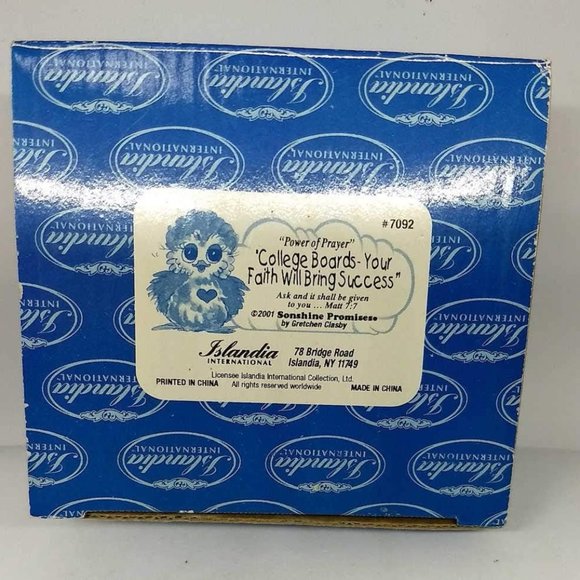 Islandia
INTERNATIONAL™
#7092
"Power of Prayer"
"College Boards-Your
Faith Will Bring Success"
Ask and it shall be given
to you ... Matt 7:7
©2001 Sonshine Promises®
by Gretchen Clasby
Islandia
INTERNATIONAL
78 Bridge Road
Islandia, NY 11749
Licensee Islandia International Collection, Ltd.
PRINTED IN CHINA All rights reserved worldwide MADE IN CHINA